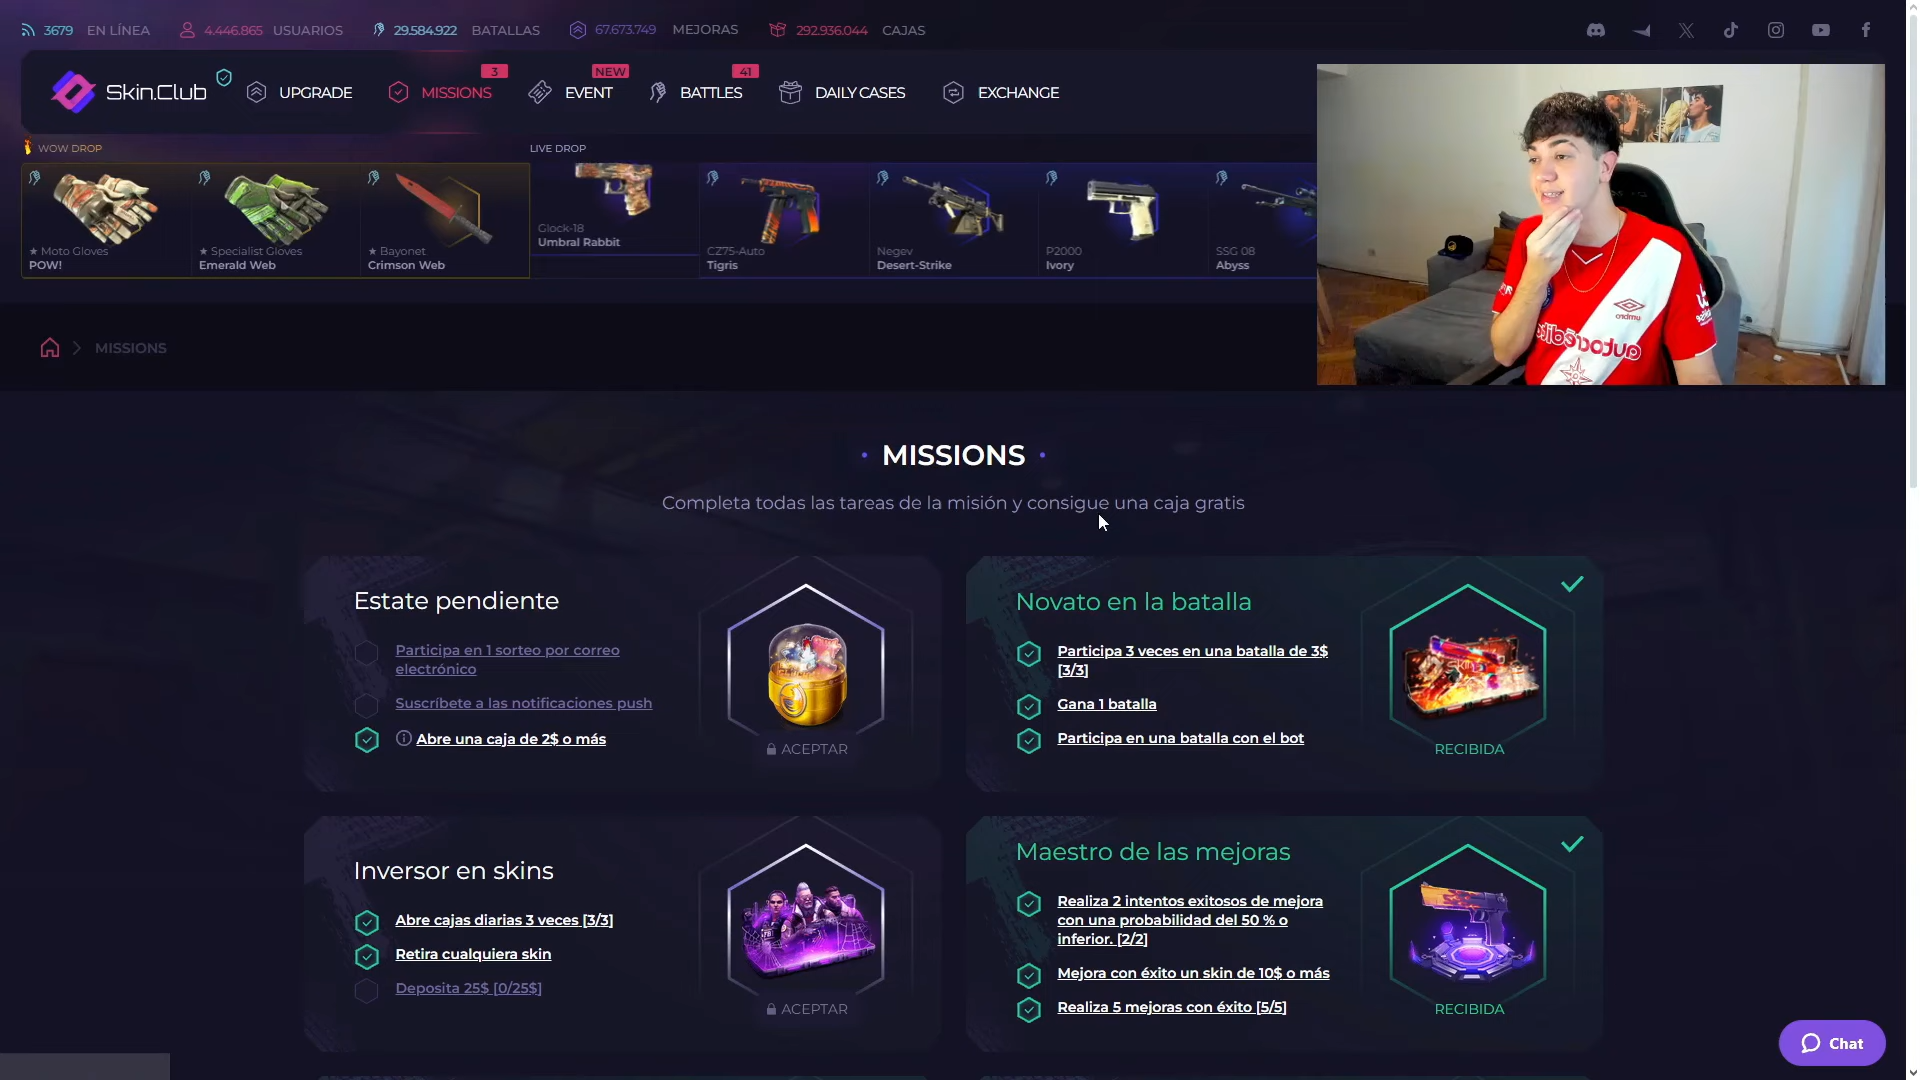 3679 EN LÍNEA 4.446.865 USUARIOS 29.584.922 BATALLAS 67.673.749 MEJORAS 292.936.044 CAJAS
Skin.Club UPGRADE MISSIONS 3 EVENT NEW BATTLES 41 DAILY CASES EXCHANGE
WOW DROP LIVE DROP
★ Moto Gloves
POW!
★ Specialist Gloves
Emerald Web
★ Bayonet
Crimson Web
Glock-18
Umbral Rabbit
CZ75-Auto
Tigris
Negev
Desert-Strike
P2000
Ivory
SSG 08
Abyss
umbro
autocrédito
MISSIONS
MISSIONS
Completa todas las tareas de la misión y consigue una caja gratis
Estate pendiente
Participa en 1 sorteo por correo
electrónico
Suscríbete a las notificaciones push
Abre una caja de 2$ o más
ACEPTAR
Novato en la batalla
Participa 3 veces en una batalla de 3$
[3/3]
Gana 1 batalla
Participa en una batalla con el bot
RECIBIDA
Inversor en skins
Abre cajas diarias 3 veces [3/3]
Retira cualquiera skin
Deposita 25$ [0/25$]
ACEPTAR
Maestro de las mejoras
Realiza 2 intentos exitosos de mejora
con una probabilidad del 50 % o
inferior. [2/2]
Mejora con éxito un skin de 10$ o más
Realiza 5 mejoras con éxito [5/5]
RECIBIDA
Chat